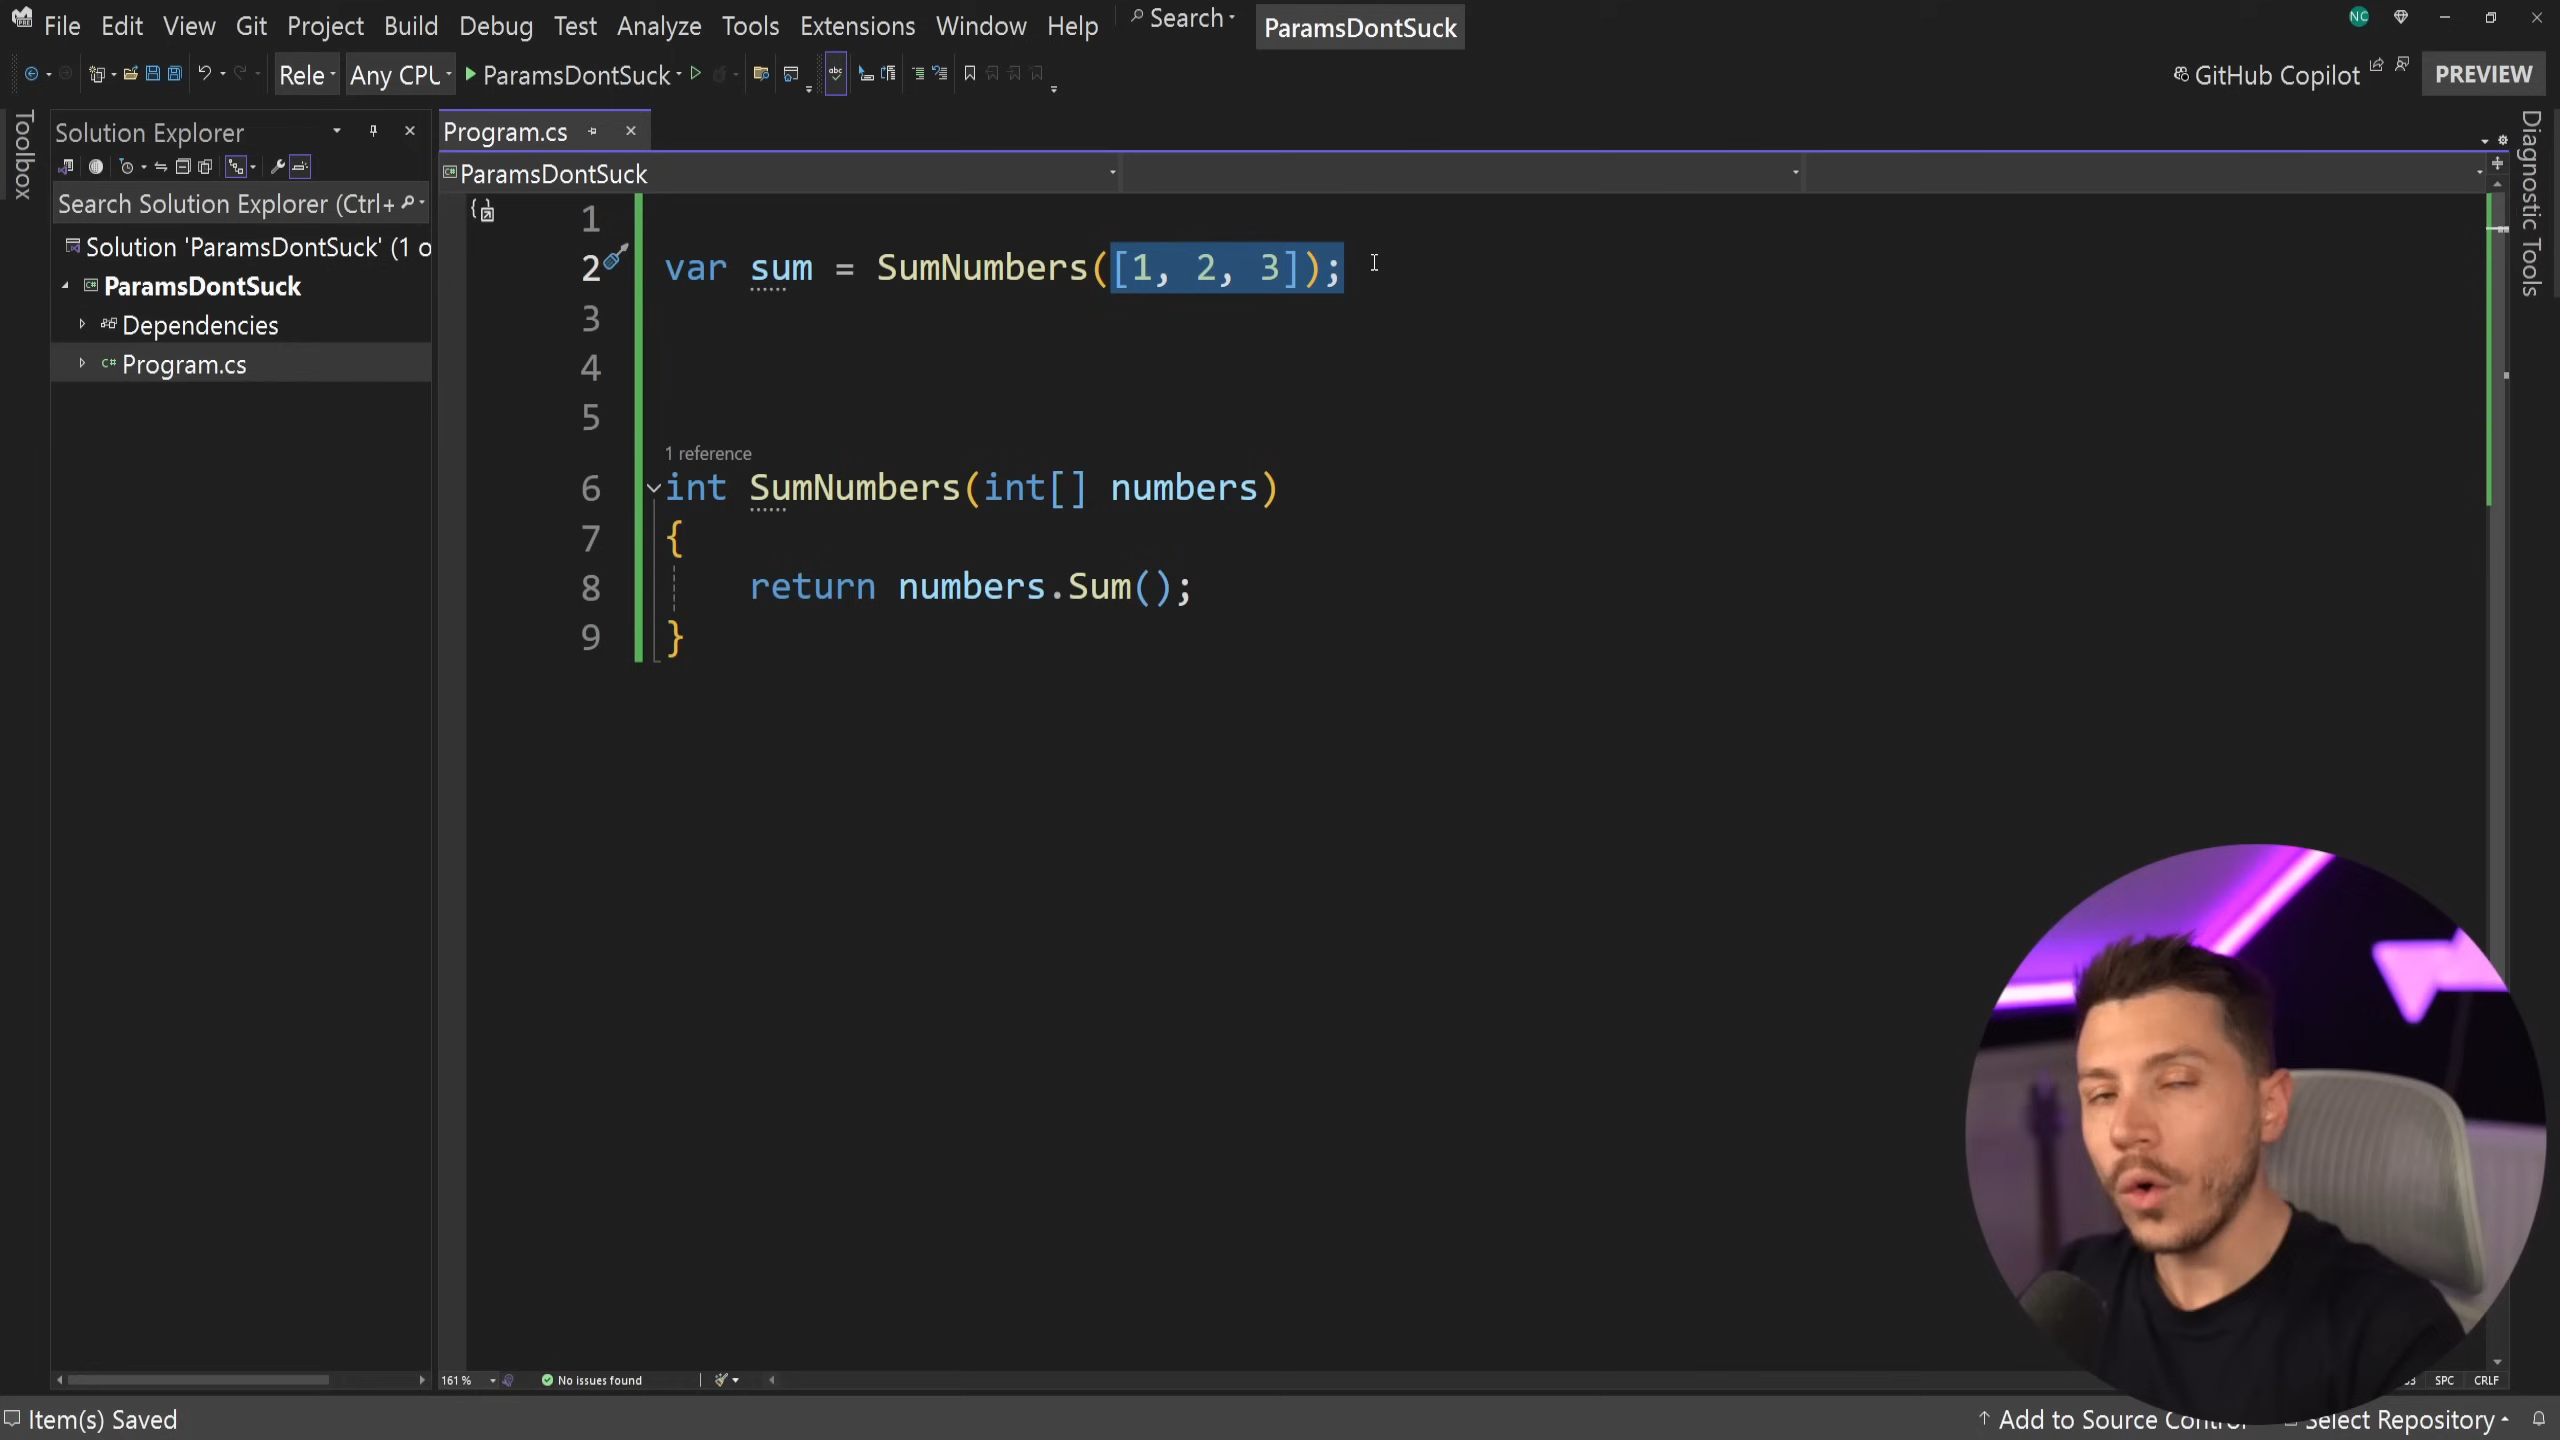 File Edit View Git Project Build Debug Test Analyze Tools Extensions Window Help Search ParamsDontSuck
NC
Rele Any CPU ParamsDontSuck GitHub Copilot PREVIEW
Toolbox
Solution Explorer
Search Solution Explorer (Ctrl+
Solution 'ParamsDontSuck' (1 o
ParamsDontSuck
Dependencies
Program.cs
Program.cs
ParamsDontSuck
1
2 var sum = SumNumbers([1, 2, 3]);
3
4
5
1 reference
6 int SumNumbers(int[] numbers)
7 {
8 return numbers.Sum();
9 }
Diagnostic Tools
161 % No issues found SPC CRLF
Item(s) Saved Add to Source Control Select Repository